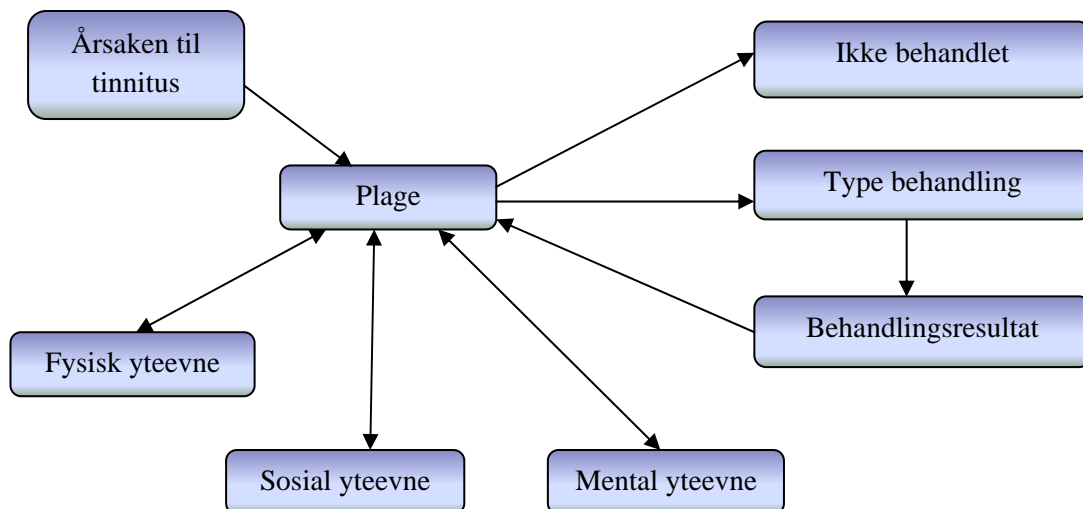 Årsaken til
tinnitus
Ikke behandlet
Plage
Type behandling
Behandlingsresultat
Fysisk yteevne
Sosial yteevne
Mental yteevne